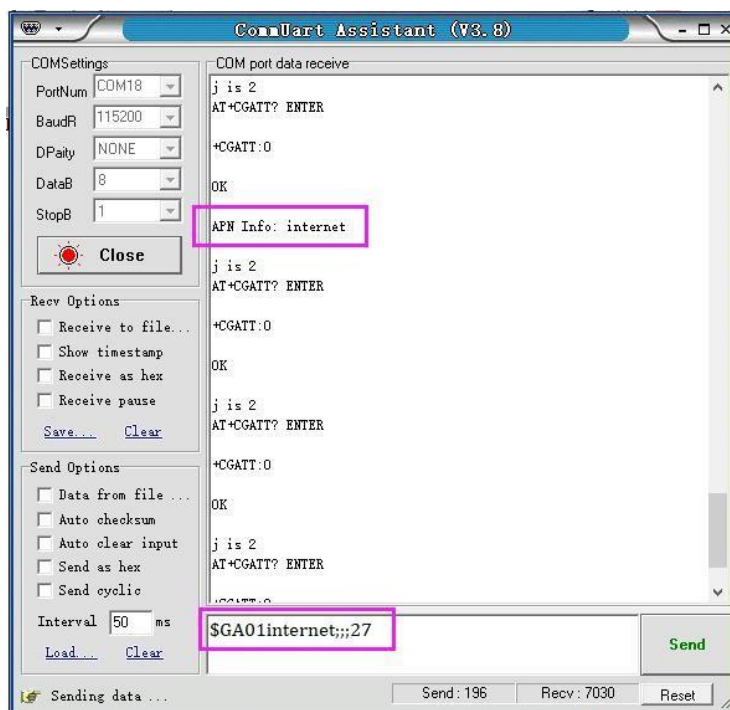 CommUart Assistant (V3.8)
COMSettings
PortNum COM18
BaudR 115200
DPaity NONE
DataB 8
StopB 1
Close
Recv Options
Receive to file...
Show timestamp
Receive as hex
Receive pause
Save... Clear
Send Options
Data from file ...
Auto checksum
Auto clear input
Send as hex
Send cyclic
Interval 50 ms
Load... Clear
COM port data receive
j is 2
AT+CGATT? ENTER
+CGATT:0
OK
APN Info: internet
j is 2
AT+CGATT? ENTER
+CGATT:0
OK
j is 2
AT+CGATT? ENTER
+CGATT:0
OK
j is 2
AT+CGATT? ENTER
$GA01internet;;;27
Send
Sending data ...
Send : 196
Recv : 7030
Reset